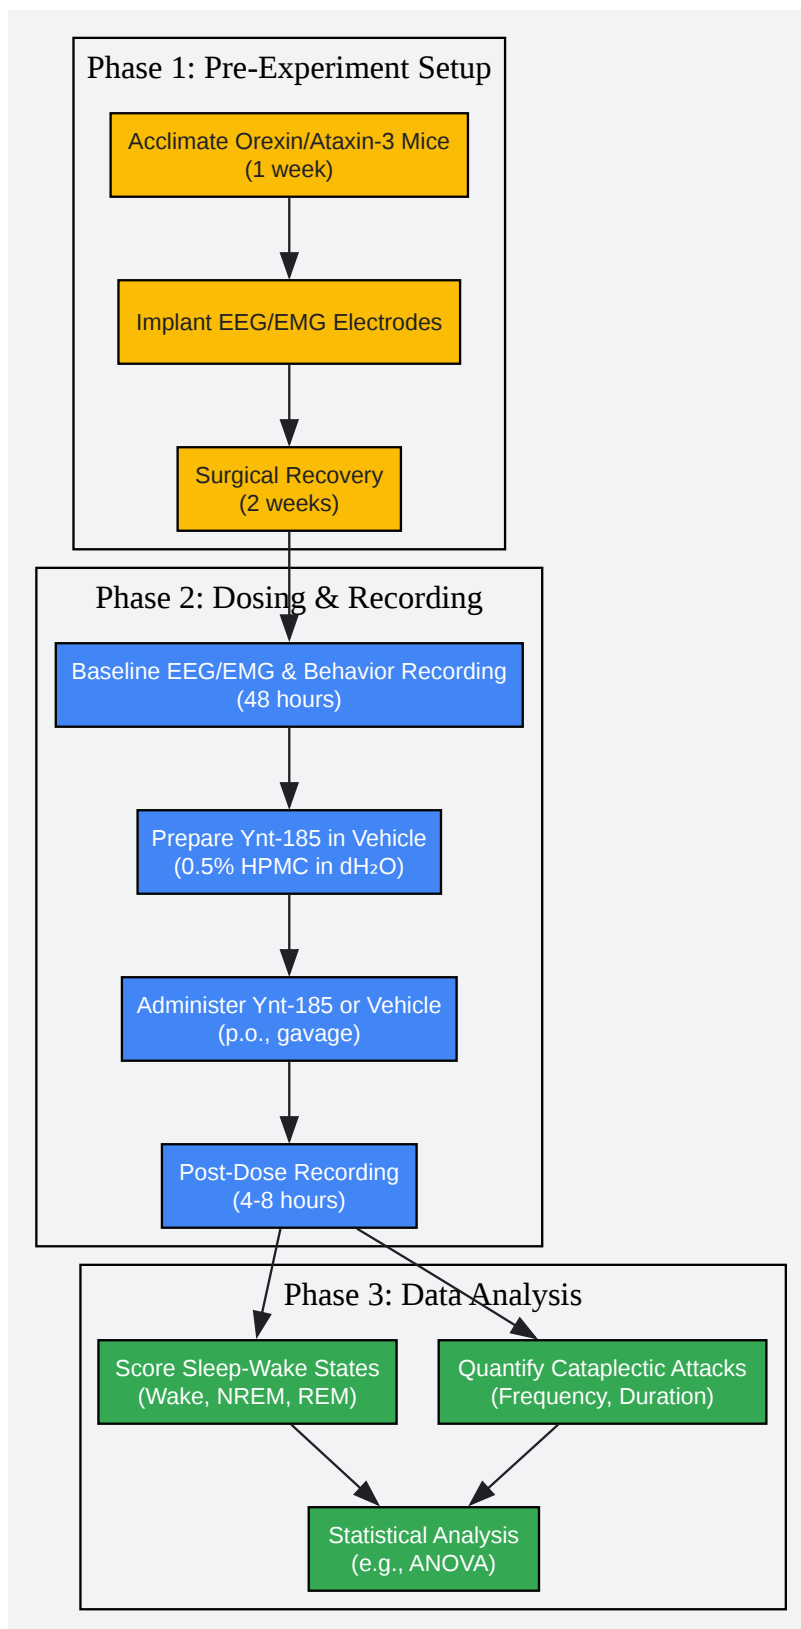 Phase 1: Pre-Experiment Setup
Acclimate Orexin/Ataxin-3 Mice
(1 week)
Implant EEG/EMG Electrodes
Surgical Recovery
(2 weeks)
Phase 2: Dosing & Recording
Baseline EEG/EMG & Behavior Recording
(48 hours)
Prepare Ynt-185 in Vehicle
(0.5% HPMC in dH₂O)
Administer Ynt-185 or Vehicle
(p.o., gavage)
Post-Dose Recording
(4-8 hours)
Phase 3: Data Analysis
Score Sleep-Wake States
(Wake, NREM, REM)
Quantify Cataplectic Attacks
(Frequency, Duration)
Statistical Analysis
(e.g., ANOVA)